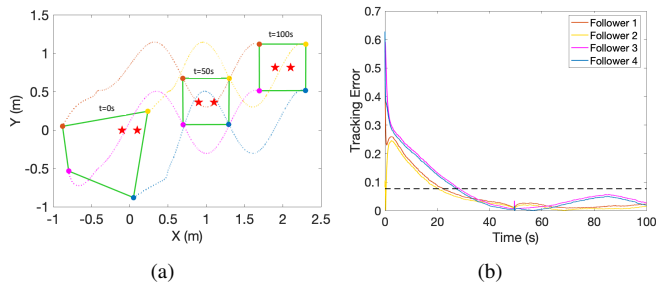 1.5
1
0.5
0
-0.5
-1
-1
-0.5
0
0.5
1
1.5
2
2.5
X (m)
Y (m)
t=0s
t=50s
t=100s
(a)
0.7
0.6
0.5
0.4
0.3
0.2
0.1
0
0
20
40
60
80
100
Time (s)
Tracking Error
Follower 1
Follower 2
Follower 3
Follower 4
(b)